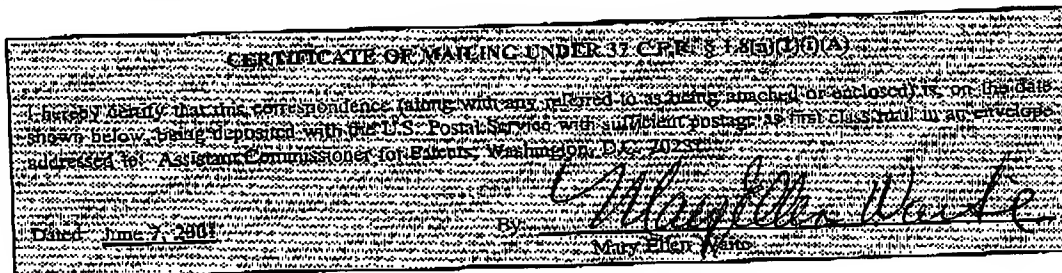 CERTIFICATE OF MAILING UNDER 37 C.F.R. § 1.8(a)(1)(i)(A)
I hereby certify that this correspondence (along with any referred to as being attached or enclosed) is, on the date
shown below, being deposited with the U.S. Postal Service with sufficient postage as first class mail in an envelope
addressed to: Assistant Commissioner for Patents, Washington, D.C. 20231.
Mary Ellen Waite
Dated: June 7, 2001 By:
Mary Ellen Waite